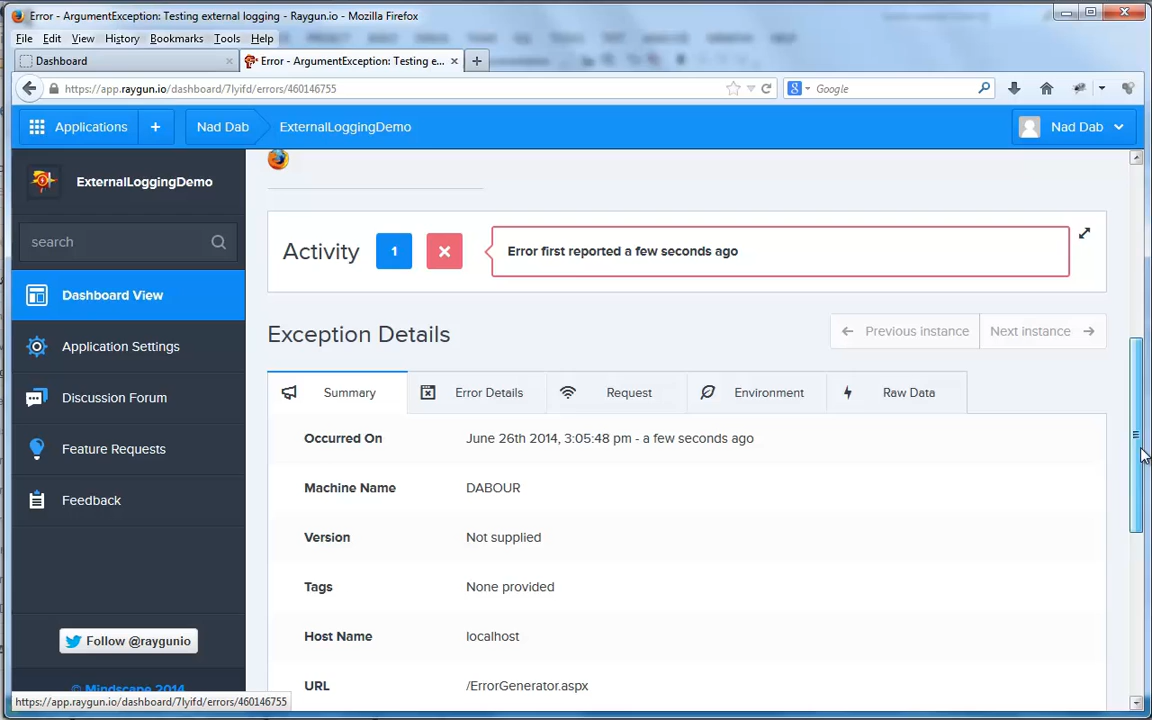 Error - ArgumentException: Testing external logging - Raygun.io - Mozilla Firefox
File Edit View History Bookmarks Tools Help
Dashboard
Error - ArgumentException: Testing e...
https://app.raygun.io/dashboard/7lyifd/errors/460146755
Google
Applications + Nad Dab ExternalLoggingDemo Nad Dab
ExternalLoggingDemo
search
Dashboard View
Application Settings
Discussion Forum
Feature Requests
Feedback
Follow @raygunio
© Mindscape 2014
https://app.raygun.io/dashboard/7lyifd/errors/460146755
Activity 1 Error first reported a few seconds ago
Exception Details
Previous instance Next instance
Summary Error Details Request Environment Raw Data
Occurred On June 26th 2014, 3:05:48 pm - a few seconds ago
Machine Name DABOUR
Version Not supplied
Tags None provided
Host Name localhost
URL /ErrorGenerator.aspx